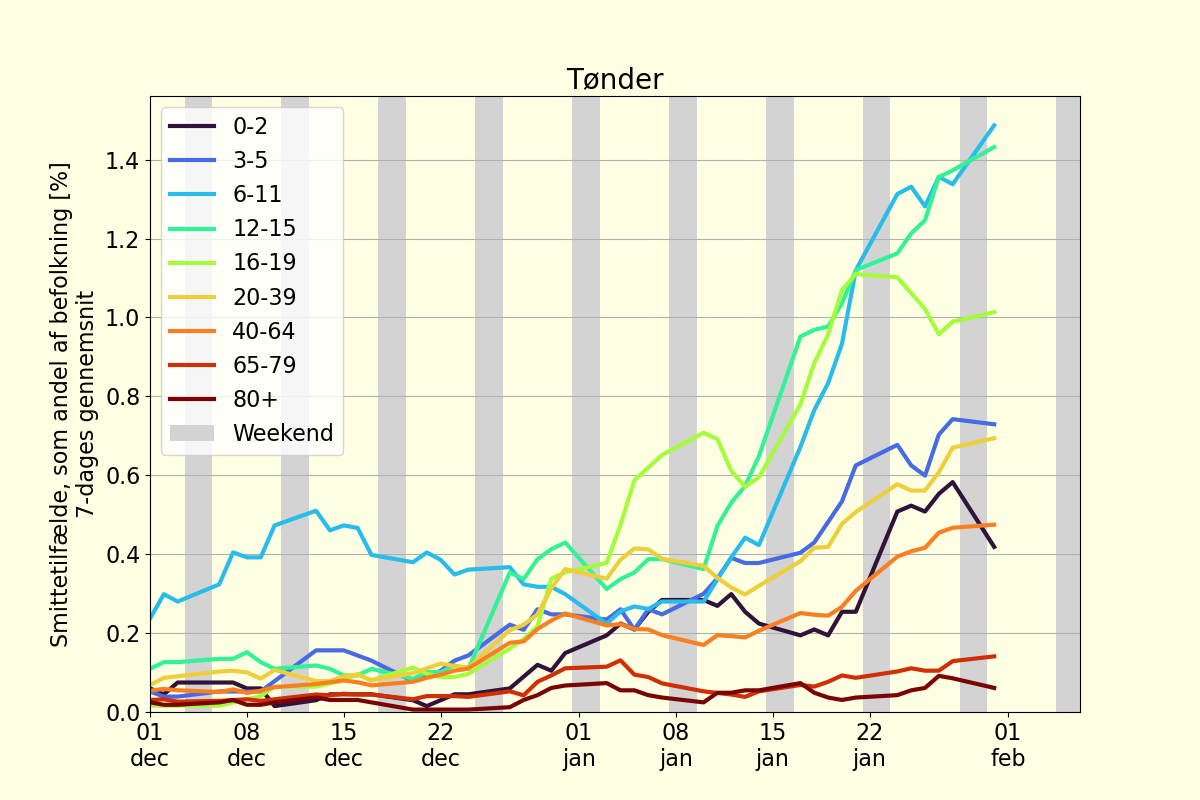 Tønder
Smittetilfælde, som andel af befolkning [%]
7-dages gennemsnit
1.4
1.2
1.0
0.8
0.6
0.4
0.2
0.0
0-2
3-5
6-11
12-15
16-19
20-39
40-64
65-79
80+
Weekend
01 08 15 22 01 08 15 22 01
dec dec dec dec jan jan jan jan feb